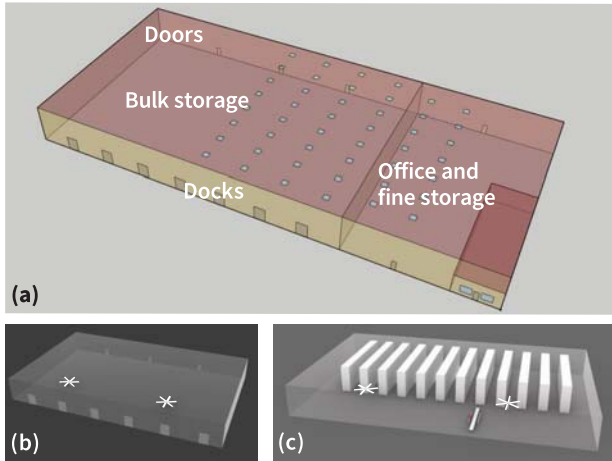 Doors
Bulk storage
Office and
fine storage
Docks
(a)
(b)
(c)